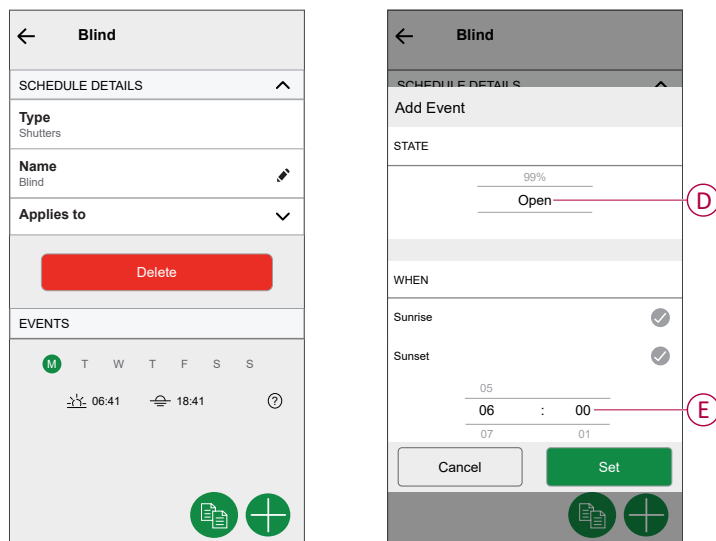 Blind
SCHEDULE DETAILS
Type
Shutters
Name
Blind
Applies to
Delete
EVENTS
M T W T F S S
06:41 18:41 ?
Blind
SCHEDULE DETAILS
Add Event
STATE
99%
Open
D
WHEN
Sunrise
Sunset
05
06 : 00
E
07 01
Cancel Set